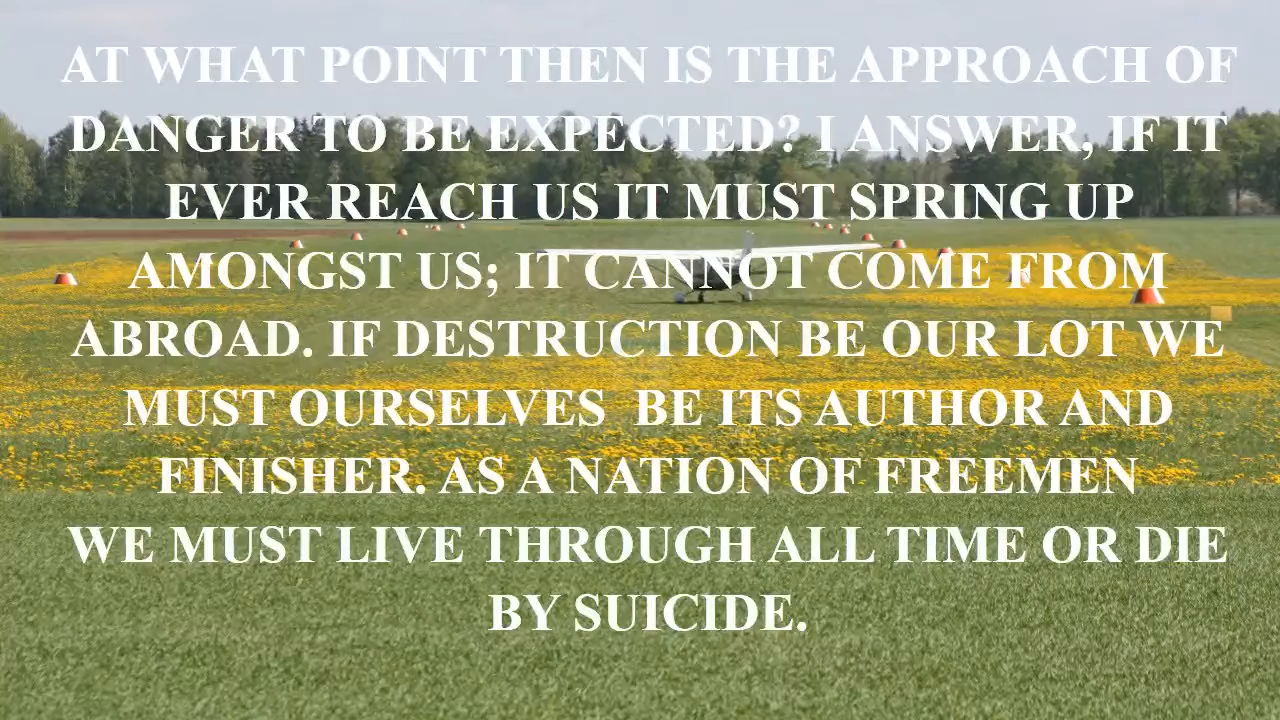 AT WHAT POINT THEN IS THE APPROACH OF
DANGER TO BE EXPECTED? I ANSWER, IF IT
EVER REACH US IT MUST SPRING UP
AMONGST US; IT CANNOT COME FROM
ABROAD. IF DESTRUCTION BE OUR LOT WE
MUST OURSELVES  BE ITS AUTHOR AND
FINISHER. AS A NATION OF FREEMEN
WE MUST LIVE THROUGH ALL TIME OR DIE
BY SUICIDE.